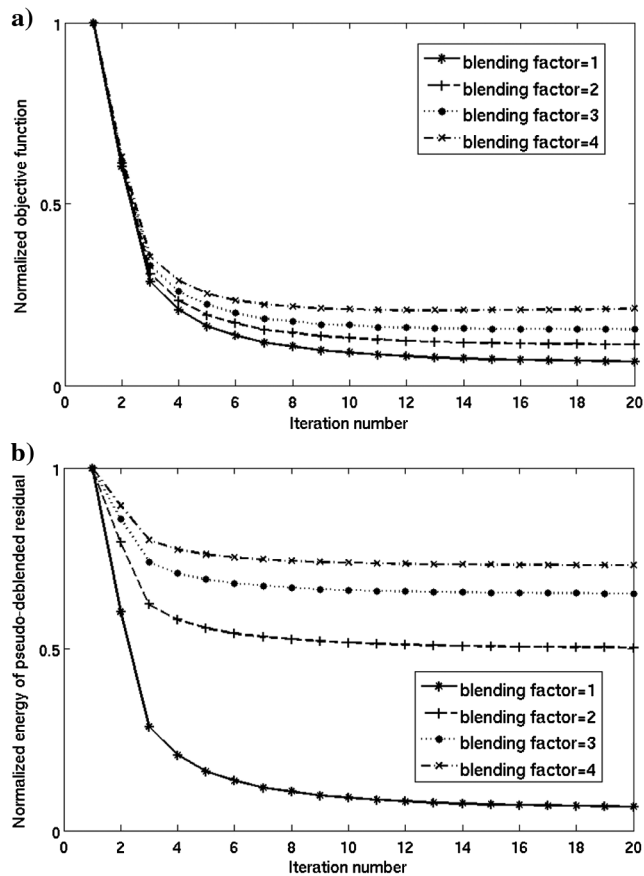 a)
Normalized objective function
1
0.5
0
blending factor=1
blending factor=2
blending factor=3
blending factor=4
0 2 4 6 8 10 12 14 16 18 20
Iteration number
b)
Normalized energy of pseudo-deblended residual
1
0.5
0
blending factor=1
blending factor=2
blending factor=3
blending factor=4
0 2 4 6 8 10 12 14 16 18 20
Iteration number